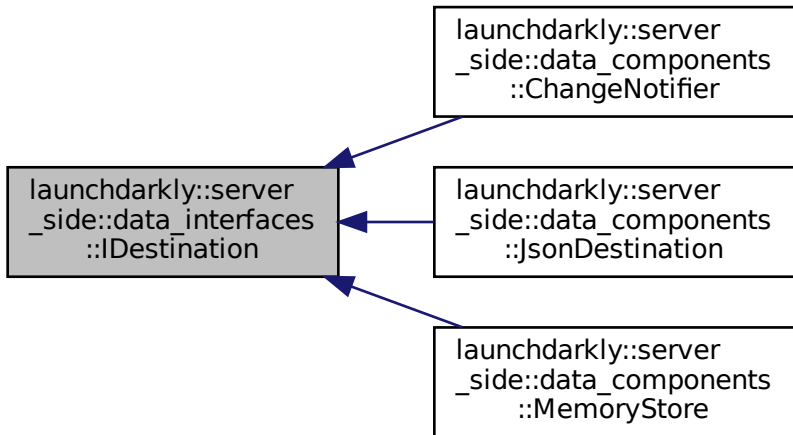 launchdarkly::server
_side::data_components
::ChangeNotifier
launchdarkly::server
_side::data_interfaces
::IDestination
launchdarkly::server
_side::data_components
::JsonDestination
launchdarkly::server
_side::data_components
::MemoryStore